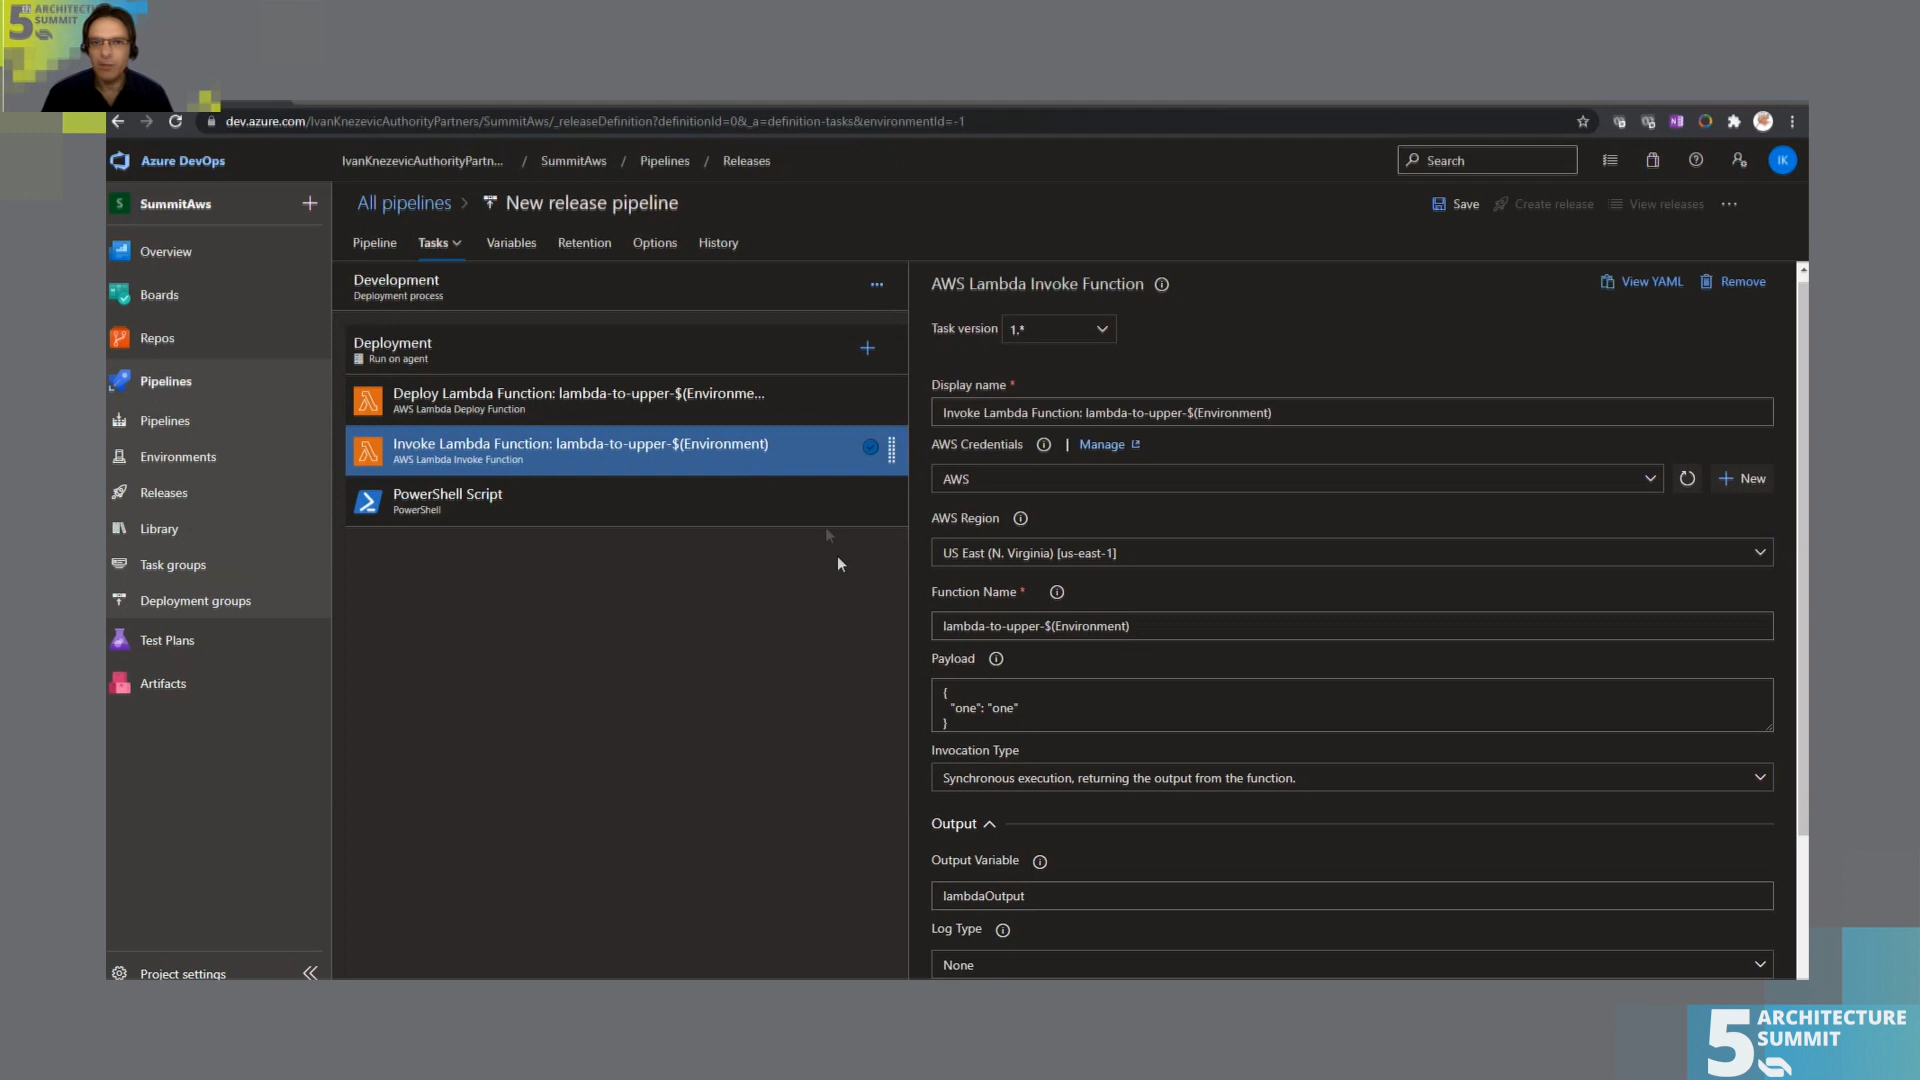 5th ARCHITECTURE
SUMMIT
dev.azure.com/IvanKnezevicAuthorityPartners/SummitAws/_releaseDefinition?definitionId=0&_a=definition-tasks&environmentId=-1
Azure DevOps
IvanKnezevicAuthorityPartn... / SummitAws / Pipelines / Releases
Search
IK
S SummitAws
All pipelines > New release pipeline
Save Create release View releases
Overview
Boards
Repos
Pipelines
Pipelines
Environments
Releases
Library
Task groups
Deployment groups
Test Plans
Artifacts
Project settings
Pipeline Tasks Variables Retention Options History
Development
Deployment process
Deployment
Run on agent
Deploy Lambda Function: lambda-to-upper-$(Environme...
AWS Lambda Deploy Function
Invoke Lambda Function: lambda-to-upper-$(Environment)
AWS Lambda Invoke Function
PowerShell Script
PowerShell
AWS Lambda Invoke Function
View YAML Remove
Task version 1.*
Display name *
Invoke Lambda Function: lambda-to-upper-$(Environment)
AWS Credentials | Manage
AWS
New
AWS Region
US East (N. Virginia) [us-east-1]
Function Name *
lambda-to-upper-$(Environment)
Payload
{
"one": "one"
}
Invocation Type
Synchronous execution, returning the output from the function.
Output
Output Variable
lambdaOutput
Log Type
None
5 ARCHITECTURE
SUMMIT